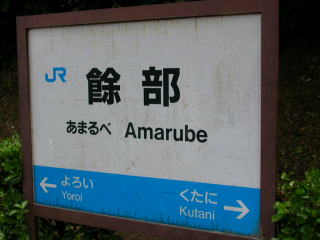 JR
餘部
あまるべ Amarube
← よろい くたに →
Yoroi Kutani